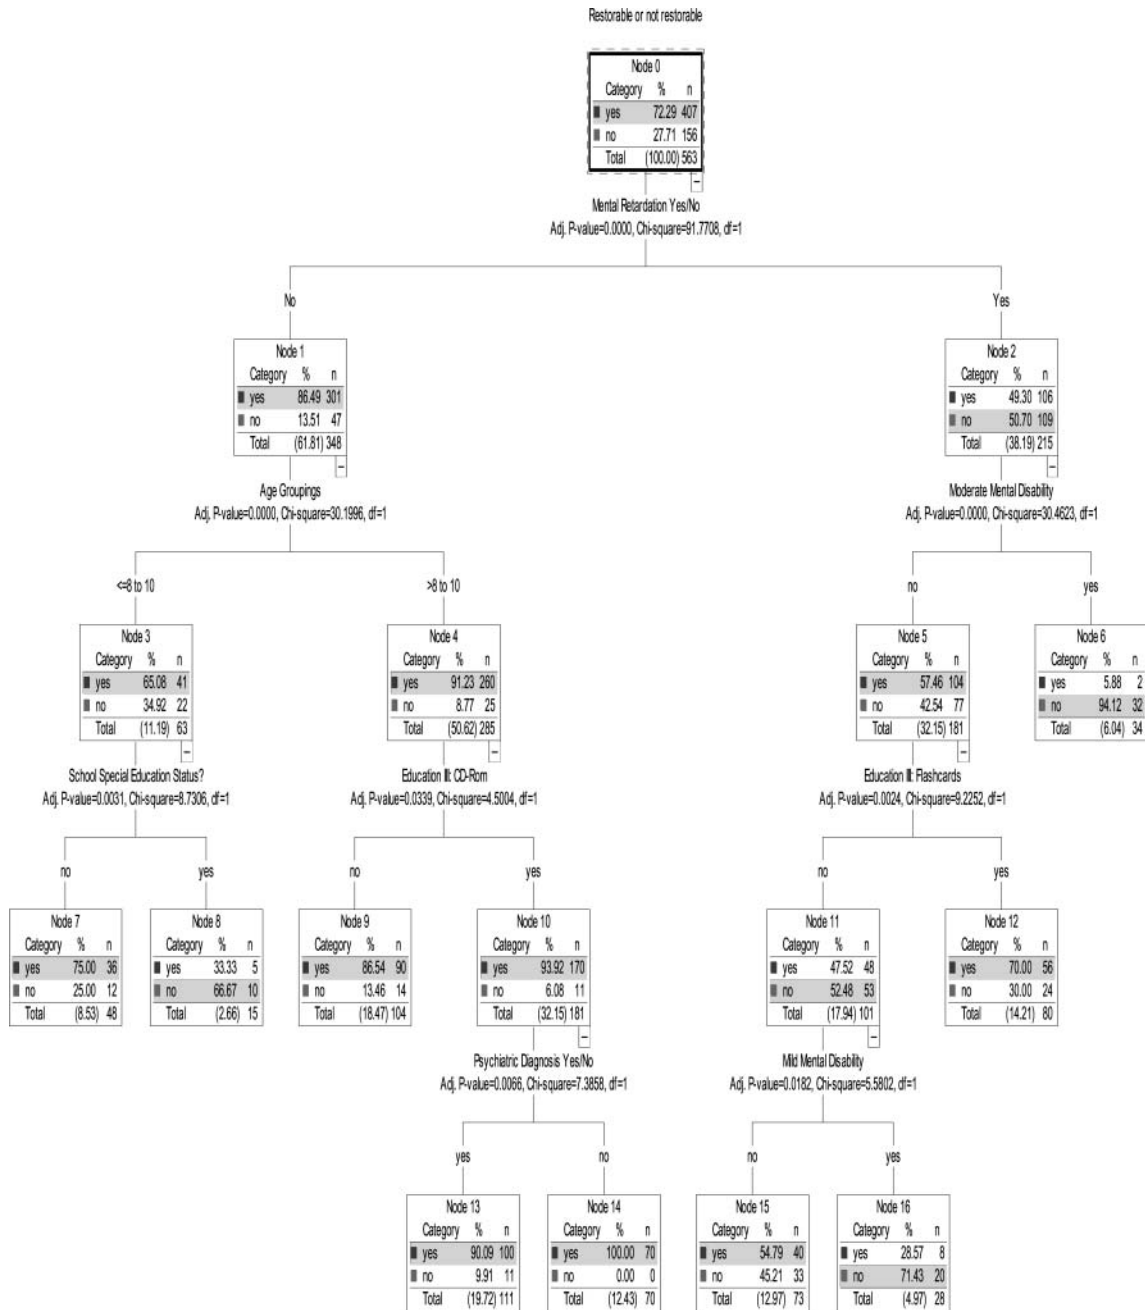 Restorable or not restorable
Node 0
Category % n
yes 72.29 407
no 27.71 156
Total (100.00) 563
Mental Retardation Yes/No
Adj. P-value=0.0000, Chi-square=91.7708, df=1
No
Yes
Node 1
Category % n
yes 86.49 301
no 13.51 47
Total (61.81) 348
Node 2
Category % n
yes 49.30 106
no 50.70 109
Total (38.19) 215
Age Groupings
Adj. P-value=0.0000, Chi-square=30.1996, df=1
Moderate Mental Disability
Adj. P-value=0.0000, Chi-square=30.4623, df=1
<=8 to 10
>8 to 10
no
yes
Node 3
Category % n
yes 65.08 41
no 34.92 22
Total (11.19) 63
Node 4
Category % n
yes 91.23 260
no 8.77 25
Total (50.62) 285
Node 5
Category % n
yes 57.46 104
no 42.54 77
Total (32.15) 181
Node 6
Category % n
yes 5.88 2
no 94.12 32
Total (6.04) 34
School Special Education Status?
Adj. P-value=0.0031, Chi-square=8.7306, df=1
Education III: CD-Rom
Adj. P-value=0.0339, Chi-square=4.5004, df=1
Education II: Flashcards
Adj. P-value=0.0024, Chi-square=9.2252, df=1
no
yes
no
yes
no
yes
Node 7
Category % n
yes 75.00 36
no 25.00 12
Total (8.53) 48
Node 8
Category % n
yes 33.33 5
no 66.67 10
Total (2.66) 15
Node 9
Category % n
yes 86.54 90
no 13.46 14
Total (18.47) 104
Node 10
Category % n
yes 93.92 170
no 6.08 11
Total (32.15) 181
Node 11
Category % n
yes 47.52 48
no 52.48 53
Total (17.94) 101
Node 12
Category % n
yes 70.00 56
no 30.00 24
Total (14.21) 80
Psychiatric Diagnosis Yes/No
Adj. P-value=0.0066, Chi-square=7.3858, df=1
Mild Mental Disability
Adj. P-value=0.0182, Chi-square=5.5802, df=1
yes
no
no
yes
Node 13
Category % n
yes 90.09 100
no 9.91 11
Total (19.72) 111
Node 14
Category % n
yes 100.00 70
no 0.00 0
Total (12.43) 70
Node 15
Category % n
yes 54.79 40
no 45.21 33
Total (12.97) 73
Node 16
Category % n
yes 28.57 8
no 71.43 20
Total (4.97) 28